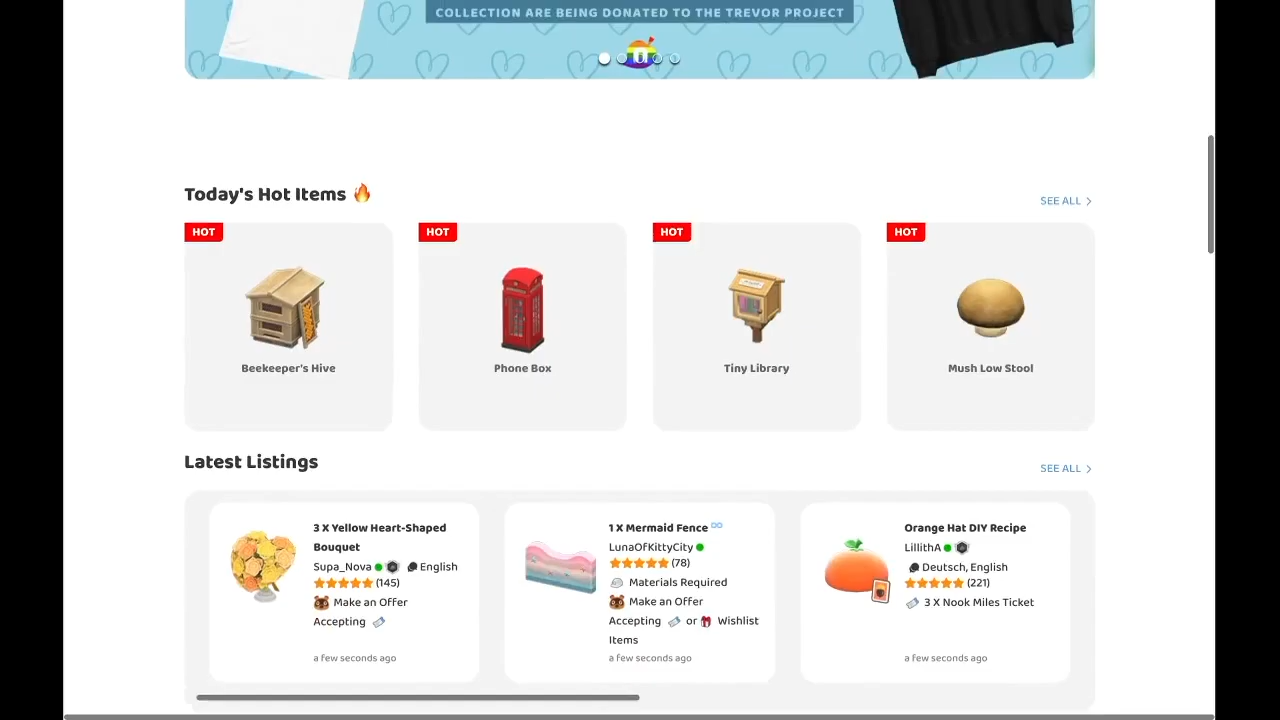 COLLECTION ARE BEING DONATED TO THE TREVOR PROJECT
Today's Hot Items 🔥
SEE ALL >
HOT
HOT
HOT
HOT
Beekeeper's Hive
Phone Box
Tiny Library
Mush Low Stool
Latest Listings
SEE ALL >
3 X Yellow Heart-Shaped
Bouquet
Supa_Nova English
(145)
Make an Offer
Accepting
a few seconds ago
1 X Mermaid Fence
LunaOfKittyCity
(78)
Materials Required
Make an Offer
Accepting or Wishlist
Items
a few seconds ago
Orange Hat DIY Recipe
LillithA
Deutsch, English
(221)
3 X Nook Miles Ticket
a few seconds ago